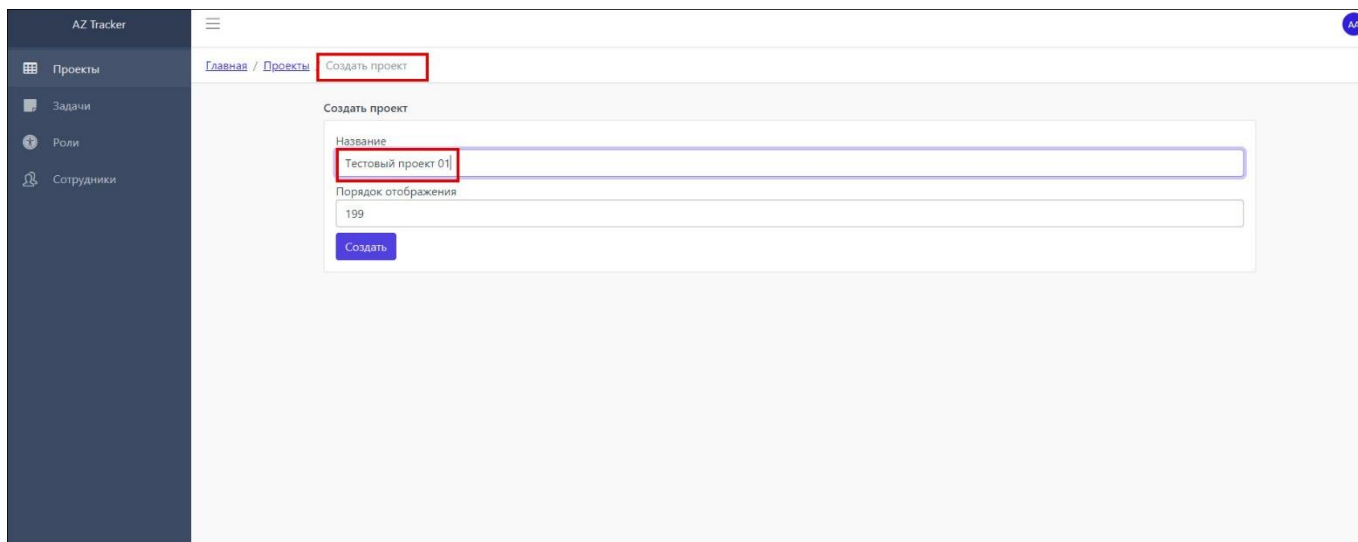 AZ Tracker
AA
Проекты
Задачи
Роли
Сотрудники
Главная / Проекты / Создать проект
Создать проект
Название
Тестовый проект 01
Порядок отображения
199
Создать